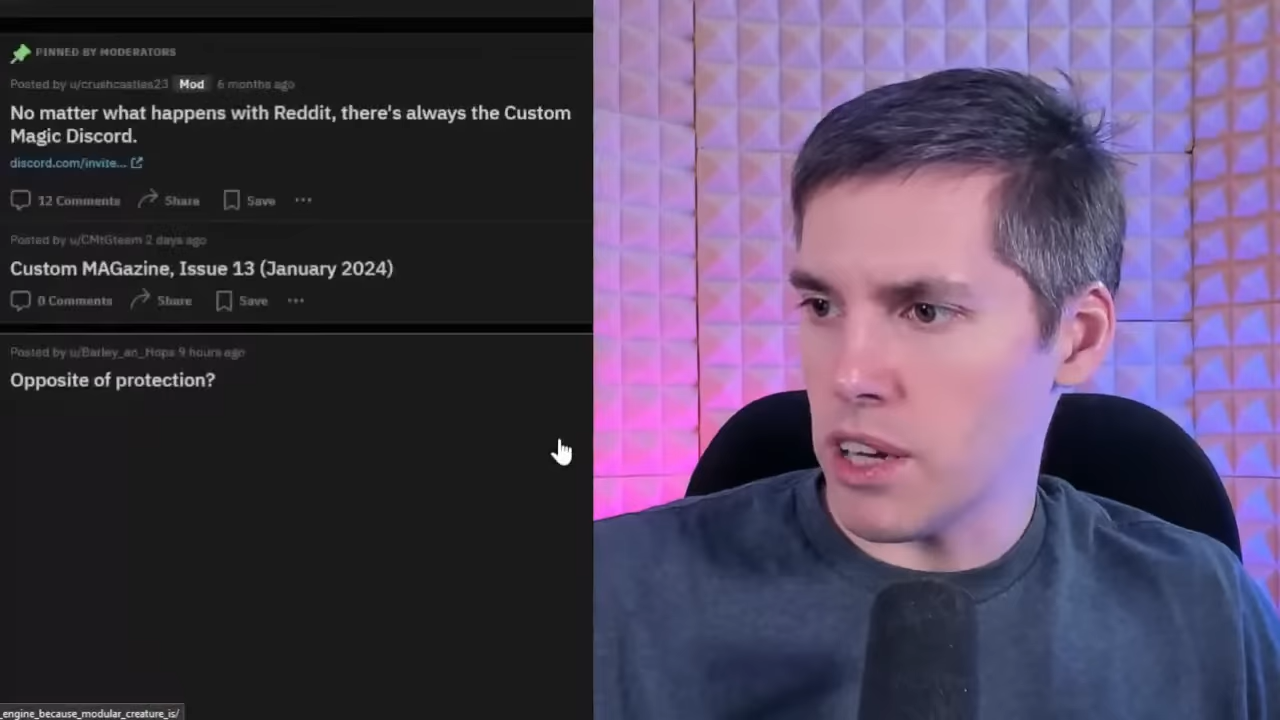 PINNED BY MODERATORS
Posted by u/crushcastles23 Mod 6 months ago
No matter what happens with Reddit, there's always the Custom
Magic Discord.
discord.com/invite...
12 Comments Share Save
Posted by u/CMtGteam 2 days ago
Custom MAGazine, Issue 13 (January 2024)
0 Comments Share Save
Posted by u/Barley_an_Hops 9 hours ago
Opposite of protection?
_engine_because_modular_creature_is/